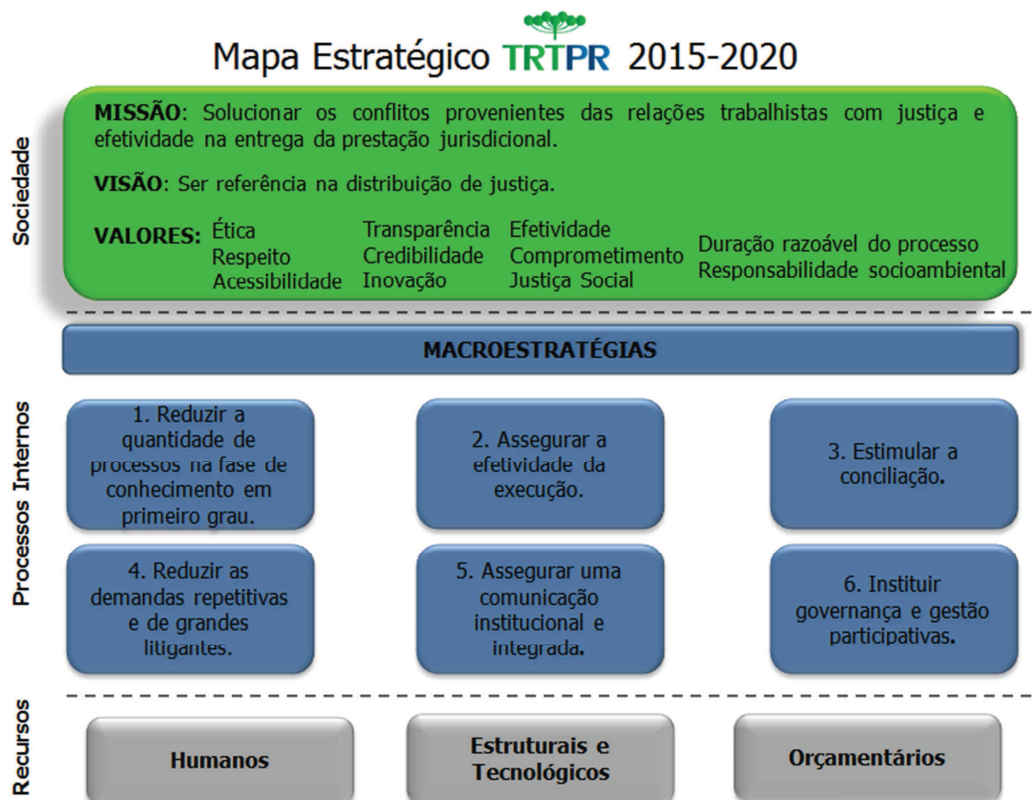 Mapa Estratégico TRTPR 2015-2020
Sociedade
MISSÃO: Solucionar os conflitos provenientes das relações trabalhistas com justiça e
efetividade na entrega da prestação jurisdicional.
VISÃO: Ser referência na distribuição de justiça.
VALORES:
Ética
Respeito
Acessibilidade
Transparência
Credibilidade
Inovação
Efetividade
Comprometimento
Justiça Social
Duração razoável do processo
Responsabilidade socioambiental
MACROESTRATÉGIAS
Processos Internos
1. Reduzir a
quantidade de
processos na fase de
conhecimento em
primeiro grau.
2. Assegurar a
efetividade da
execução.
3. Estimular a
conciliação.
4. Reduzir as
demandas repetitivas
e de grandes
litigantes.
5. Assegurar uma
comunicação
institucional e
integrada.
6. Instituir
governança e gestão
participativas.
Recursos
Humanos
Estruturais e
Tecnológicos
Orçamentários